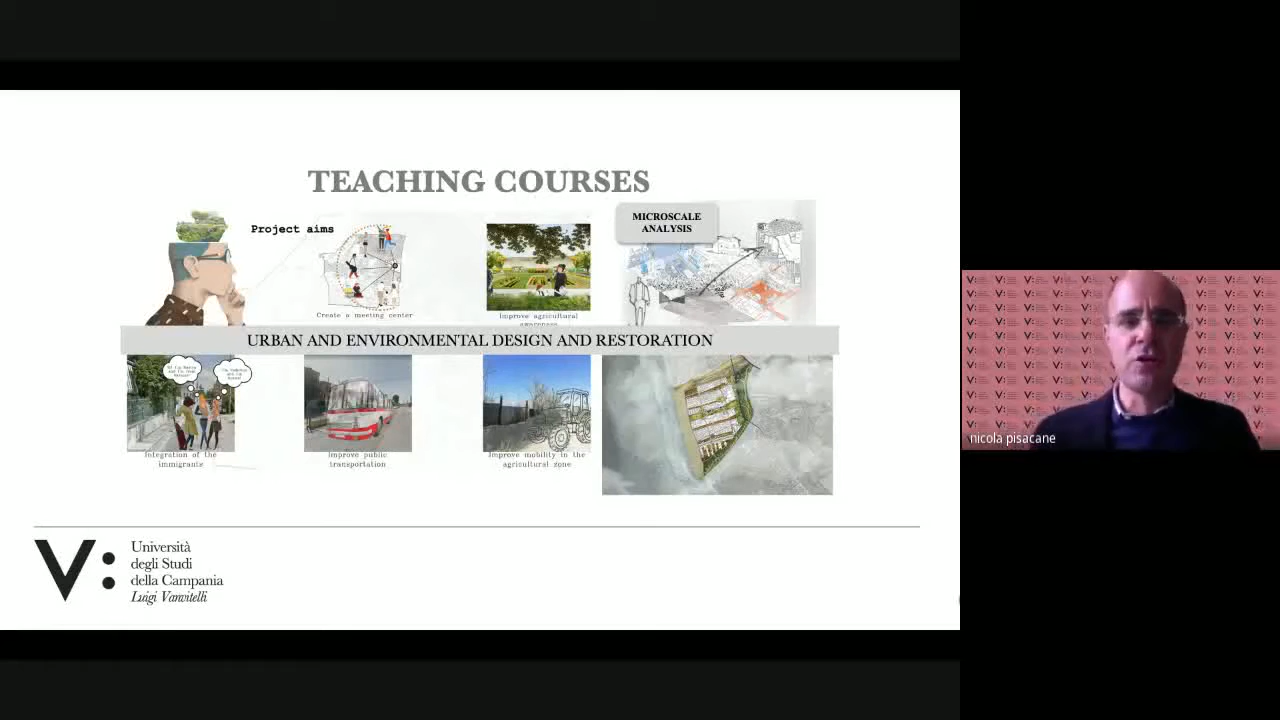 TEACHING COURSES
Project aims
MICROSCALE
ANALYSIS
Create a meeting center
Improve agricultural
awareness
URBAN AND ENVIRONMENTAL DESIGN AND RESTORATION
Integration of the
immigrants
Improve public
transportation
Improve mobility in the
agricultural zone
nicola pisacane
V:
Università
degli Studi
della Campania
Luigi Vanvitelli